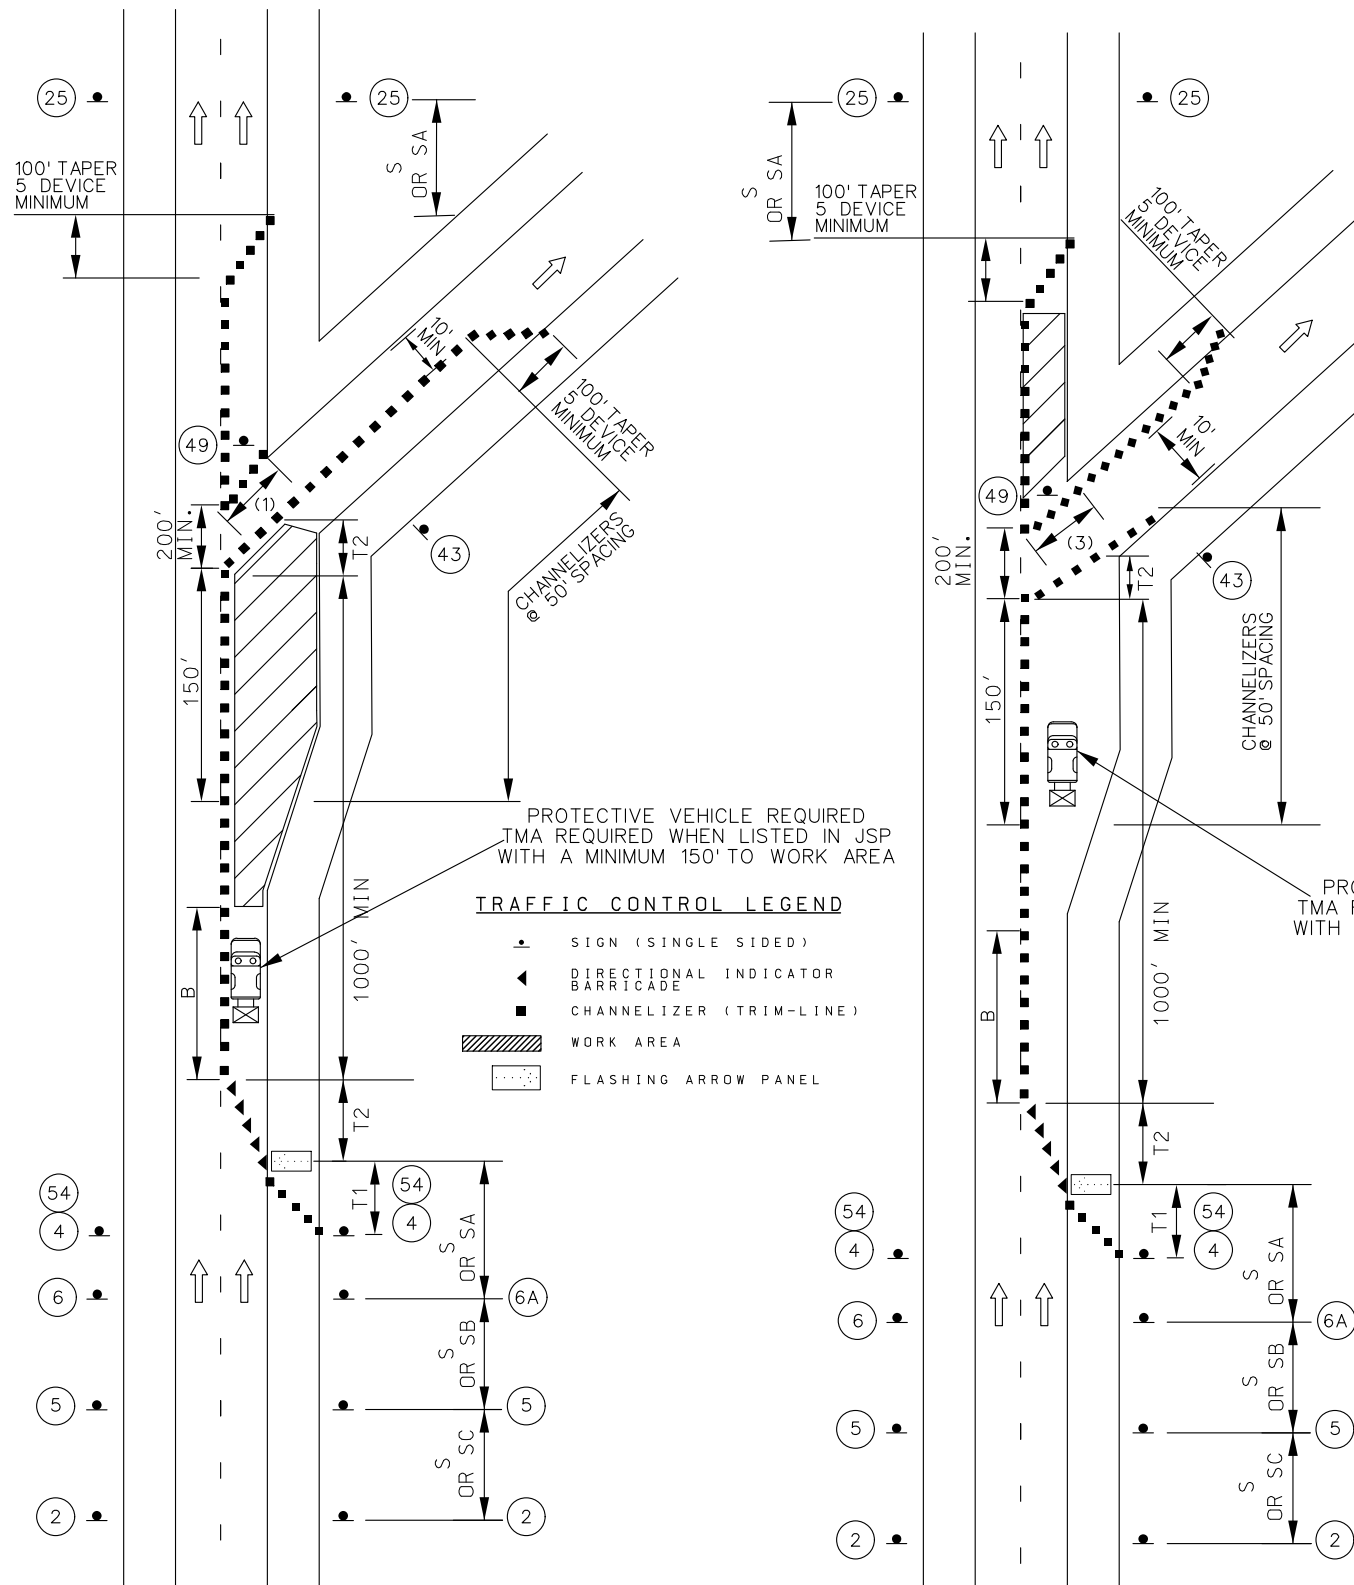 25
25
S
OR SA
100' TAPER
5 DEVICE
MINIMUM
10'
MIN
100' TAPER
5 DEVICE
MINIMUM
49
(1)
200'
MIN.
T2
43
CHANNELIZERS
@ 50' SPACING
150'
PROTECTIVE VEHICLE REQUIRED
TMA REQUIRED WHEN LISTED IN JSP
WITH A MINIMUM 150' TO WORK AREA
1000' MIN
B
TRAFFIC CONTROL LEGEND
SIGN (SINGLE SIDED)
DIRECTIONAL INDICATOR
BARRICADE
CHANNELIZER (TRIM-LINE)
WORK AREA
FLASHING ARROW PANEL
T2
T1
54
4
54
4
S
OR SA
6
6A
S
OR SB
5
5
S
OR SC
2
2
25
25
S
OR SA
100' TAPER
5 DEVICE
MINIMUM
100' TAPER
5 DEVICE
MINIMUM
10'
MIN
49
(3)
200'
MIN.
T2
43
CHANNELIZERS
@ 50' SPACING
150'
PRO
TMA R
WITH
1000' MIN
B
T2
T1
54
4
54
4
S
OR SA
6
6A
S
OR SB
5
5
S
OR SC
2
2